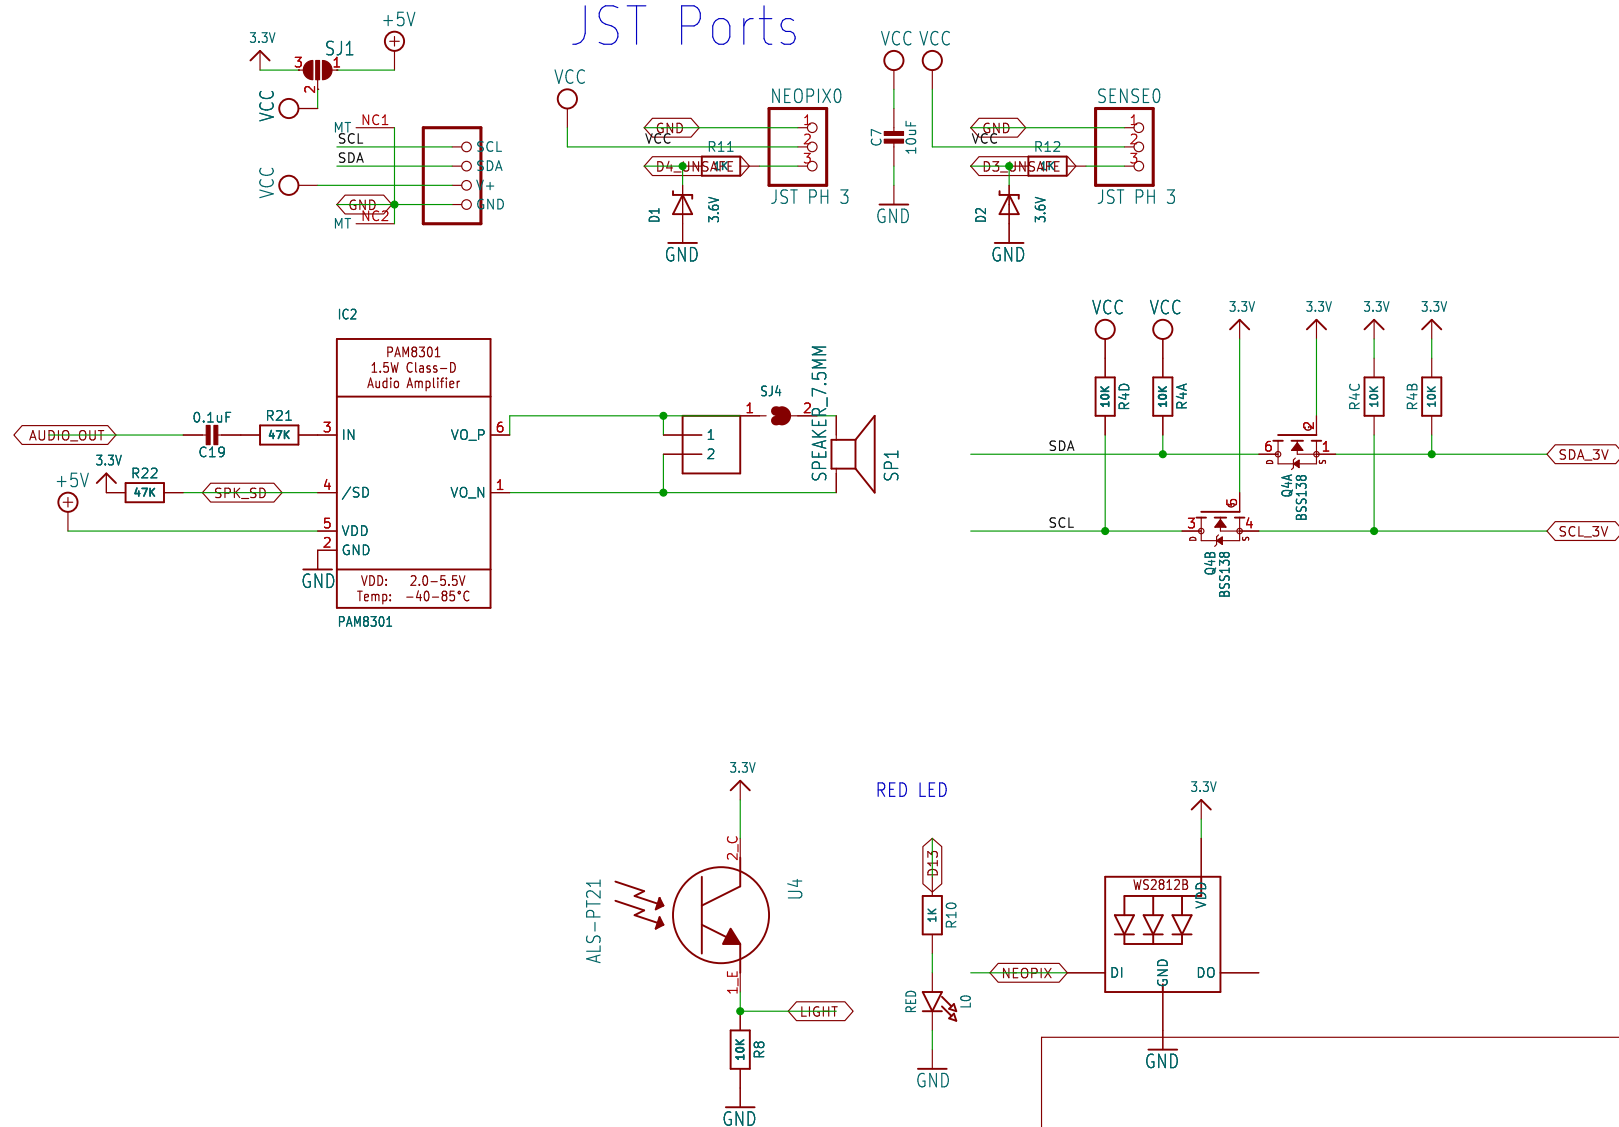 JST Ports
3.3V
SJ1
+5V
3
1
2
VCC
MT
NC1
SCL
SDA
VCC
GND
MT
NC2
SCL
SDA
V+
GND
VCC
GND
VCC
D4_UNSAFE
R11
1K
D1
3.6V
GND
NEOPIX0
1
2
3
JST PH 3
VCC
VCC
C7
10uF
GND
GND
VCC
D3_UNSAFE
R12
1K
D2
3.6V
GND
SENSE0
1
2
3
JST PH 3
IC2
PAM8301
1.5W Class-D
Audio Amplifier
AUDIO_OUT
0.1uF
C19
R21
47K
3
IN
3.3V
R22
47K
SPK_SD
4
/SD
+5V
5
VDD
2
GND
GND
VO_P
6
VO_N
1
VDD: 2.0-5.5V
Temp: -40-85°C
PAM8301
1
2
SJ4
1
2
SPEAKER_7.5MM
SP1
VCC
VCC
3.3V
3.3V
3.3V
3.3V
10K
R4D
10K
R4A
R4C
10K
R4B
10K
SDA
6
D
2
1
S
Q4A
BSS138
SDA_3V
SCL
3
D
5
4
S
Q4B
BSS138
SCL_3V
3.3V
2_C
ALS-PT21
U4
1_E
LIGHT
10K
R8
GND
RED LED
D13
1K
R10
RED
L0
GND
3.3V
WS2812B
VDD
NEOPIX
DI
GND
DO
GND